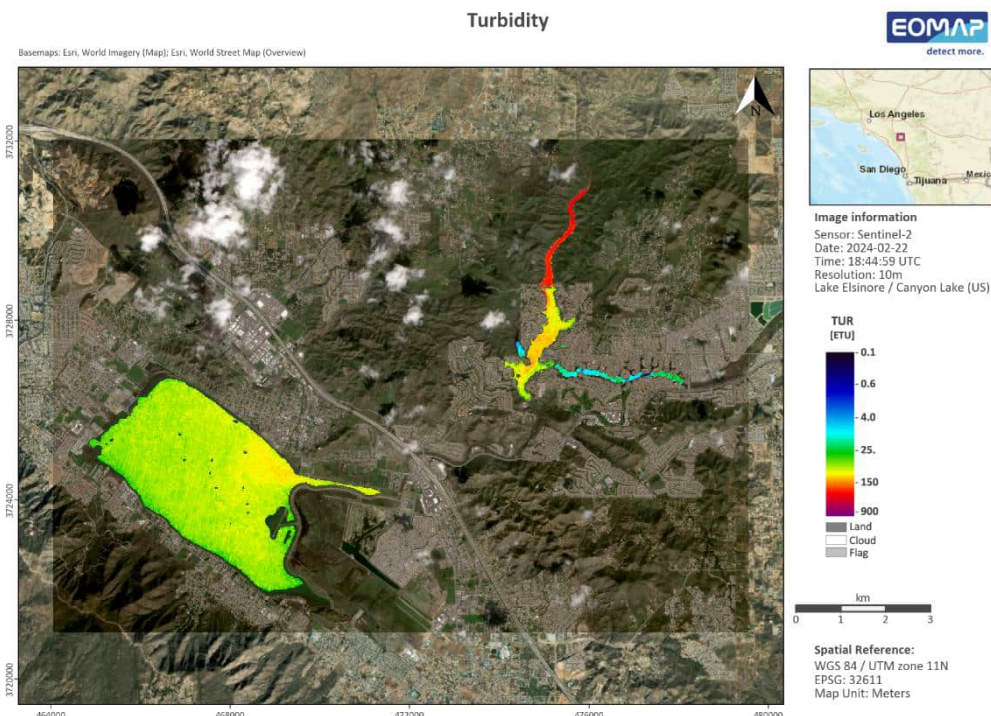 Turbidity
EOMAP
detect more.
Basemaps: Esri, World Imagery (Map); Esri, World Street Map (Overview)
N
3732000
3728000
3724000
3720000
464000
468000
472000
476000
480000
Los Angeles
San Diego
Tijuana
Mexic
Image information
Sensor: Sentinel-2
Date: 2024-02-22
Time: 18:44:59 UTC
Resolution: 10m
Lake Elsinore / Canyon Lake (US)
TUR
[ETU]
0.1
0.6
4.0
25.
150
900
Land
Cloud
Flag
km
0 1 2 3
Spatial Reference:
WGS 84 / UTM zone 11N
EPSG: 32611
Map Unit: Meters